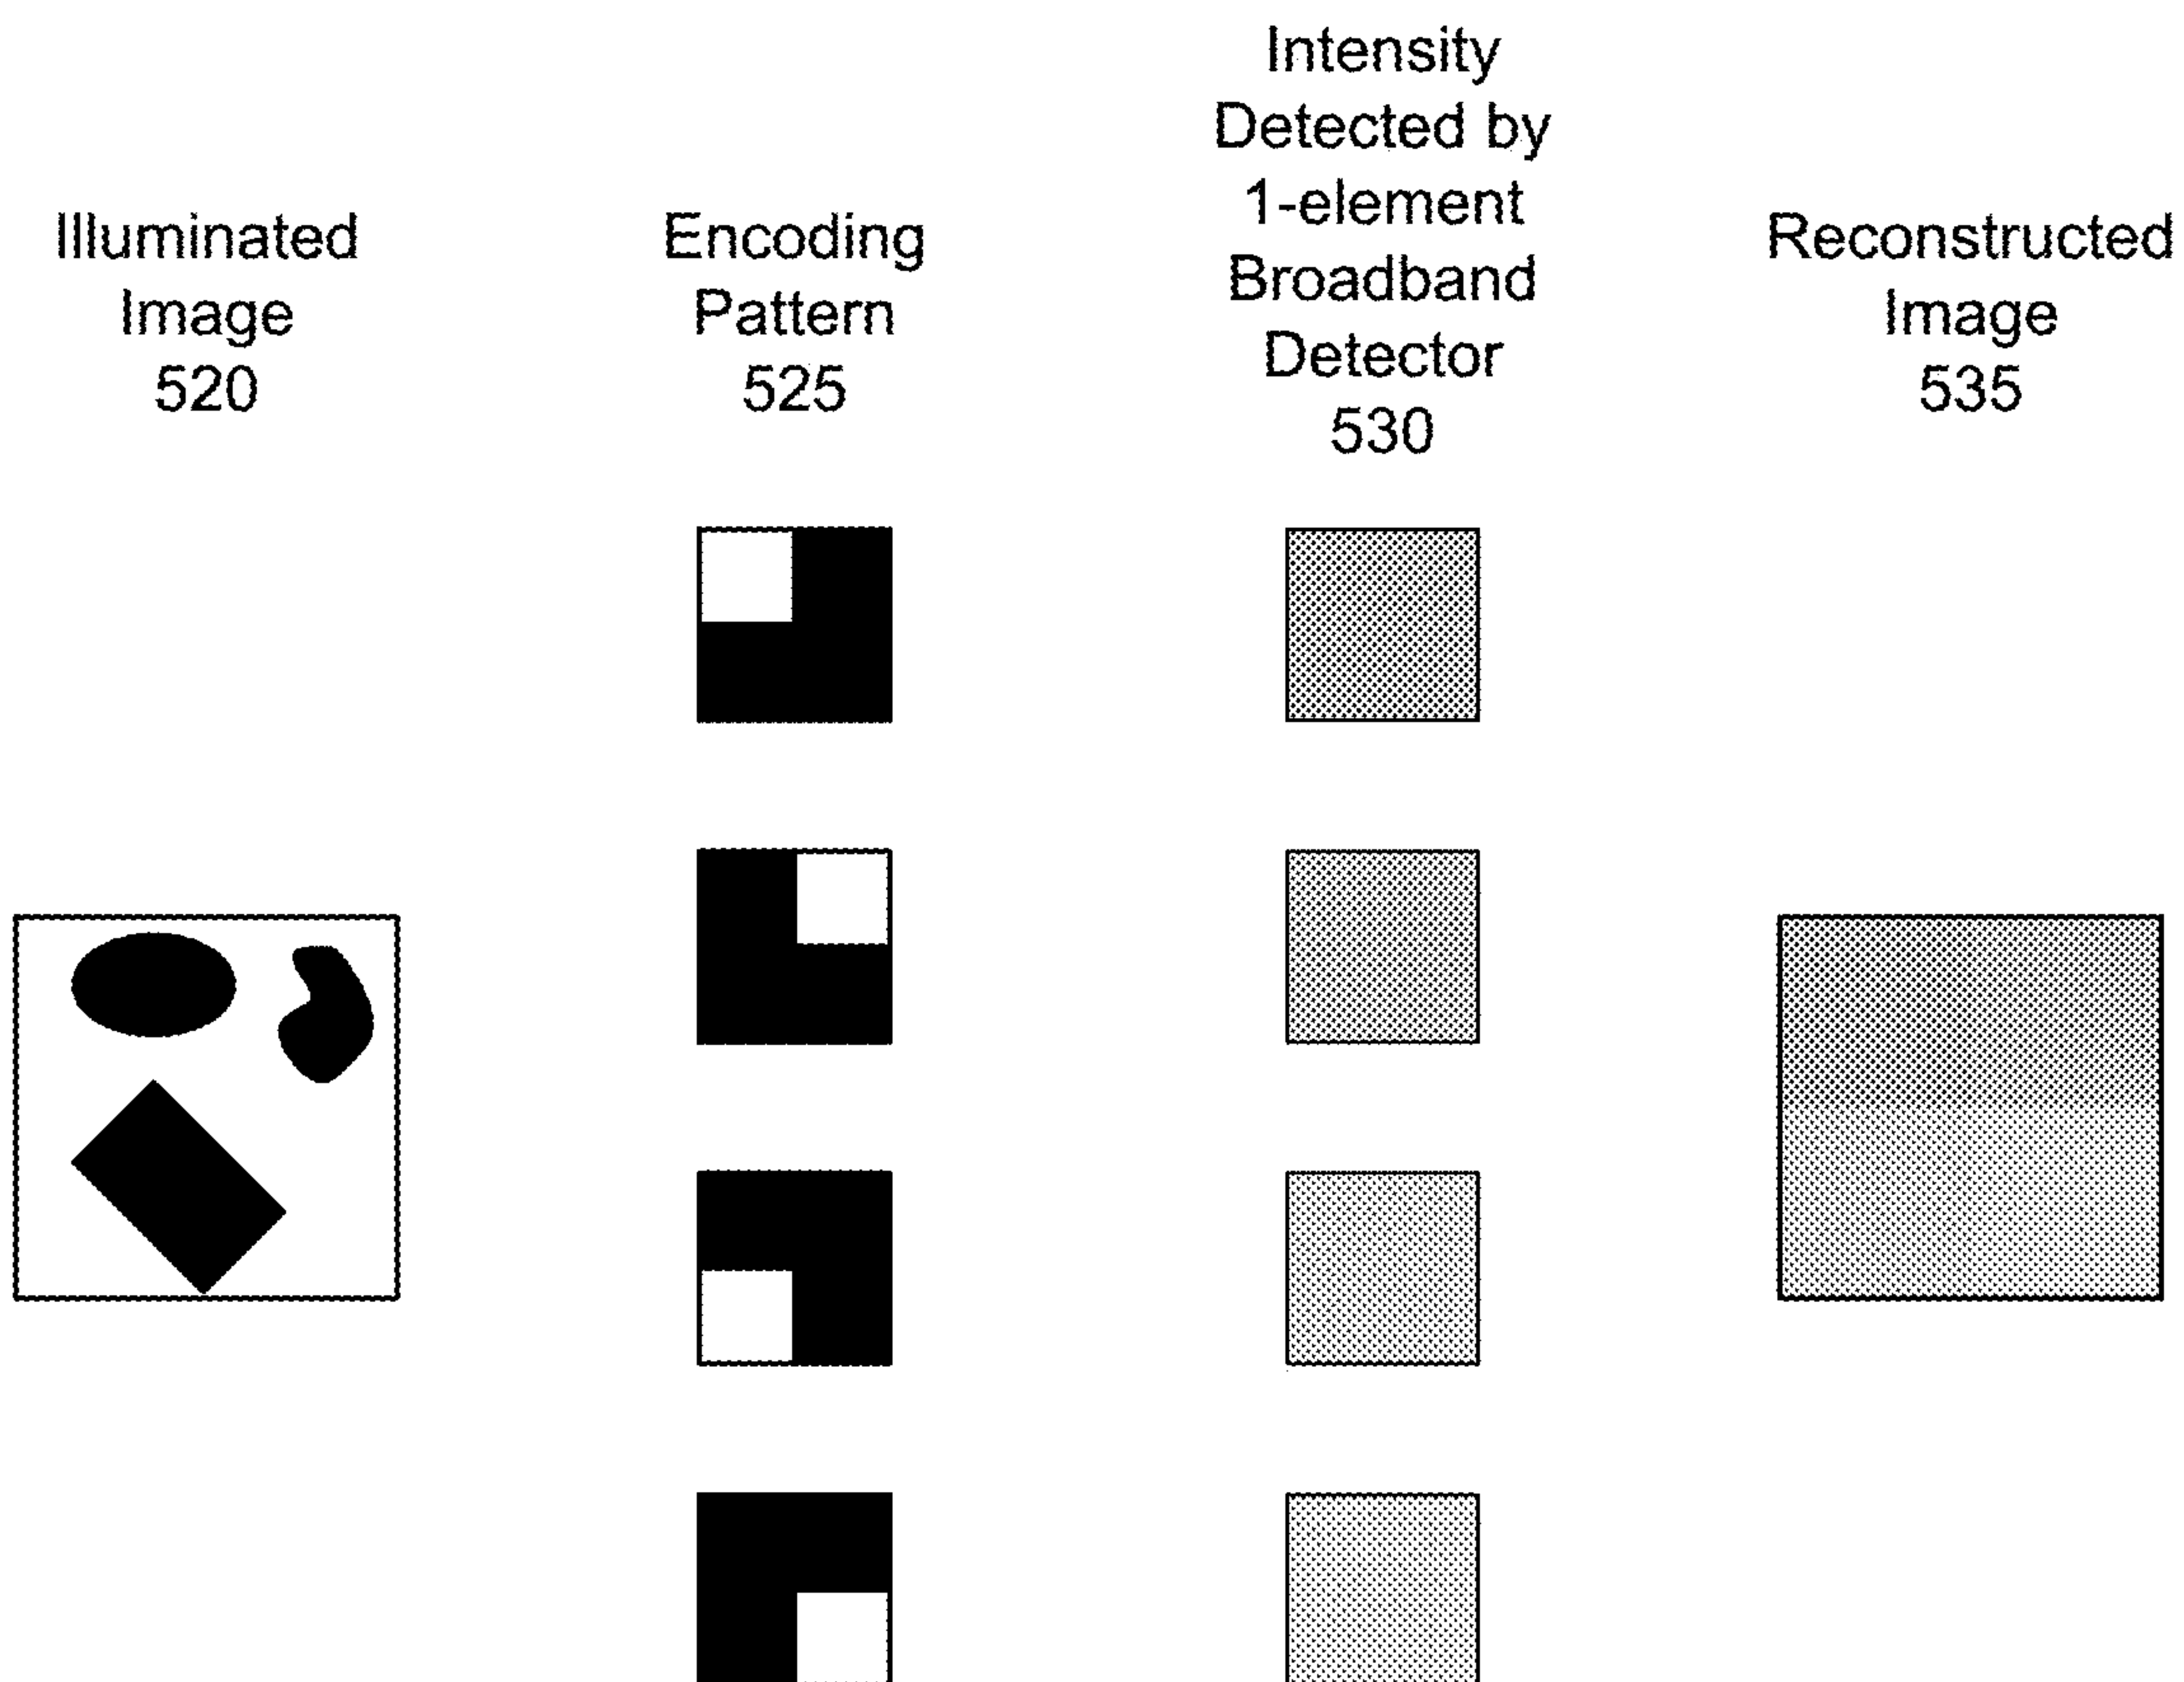 Illuminated
Image
520
Encoding
Pattern
525
Intensity
Detected by
1-element
Broadband
Detector
530
Reconstructed
Image
535